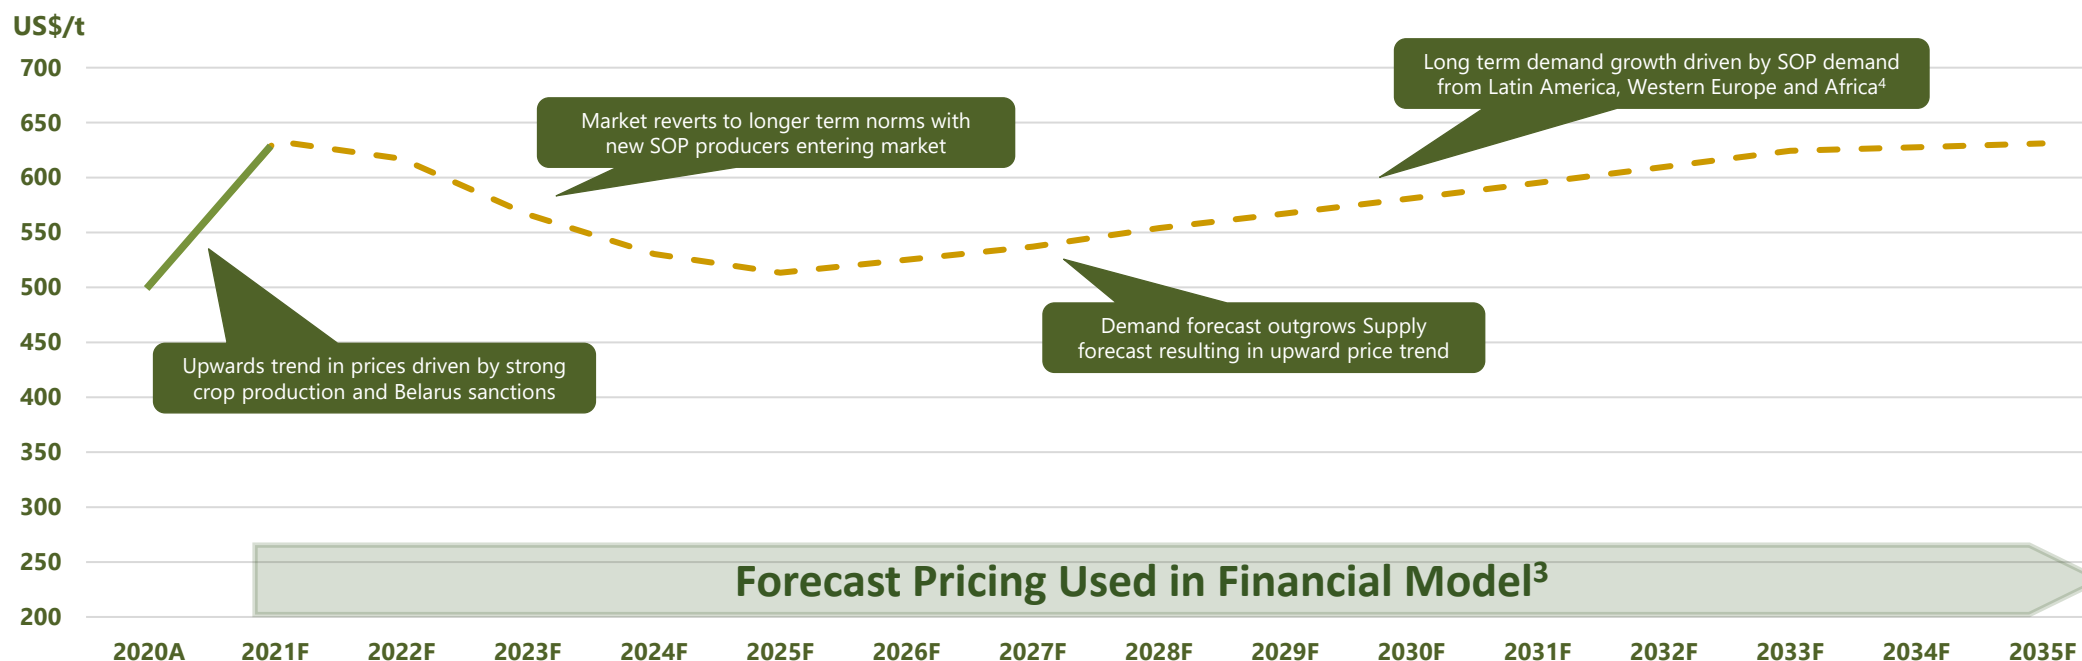 US$/t
700
650
600
550
500
450
400
350
300
250
200
Long term demand growth driven by SOP demand
from Latin America, Western Europe and Africa⁴
Market reverts to longer term norms with
new SOP producers entering market
Demand forecast outgrows Supply
forecast resulting in upward price trend
Upwards trend in prices driven by strong
crop production and Belarus sanctions
Forecast Pricing Used in Financial Model³
2020A 2021F 2022F 2023F 2024F 2025F 2026F 2027F 2028F 2029F 2030F 2031F 2032F 2033F 2034F 2035F